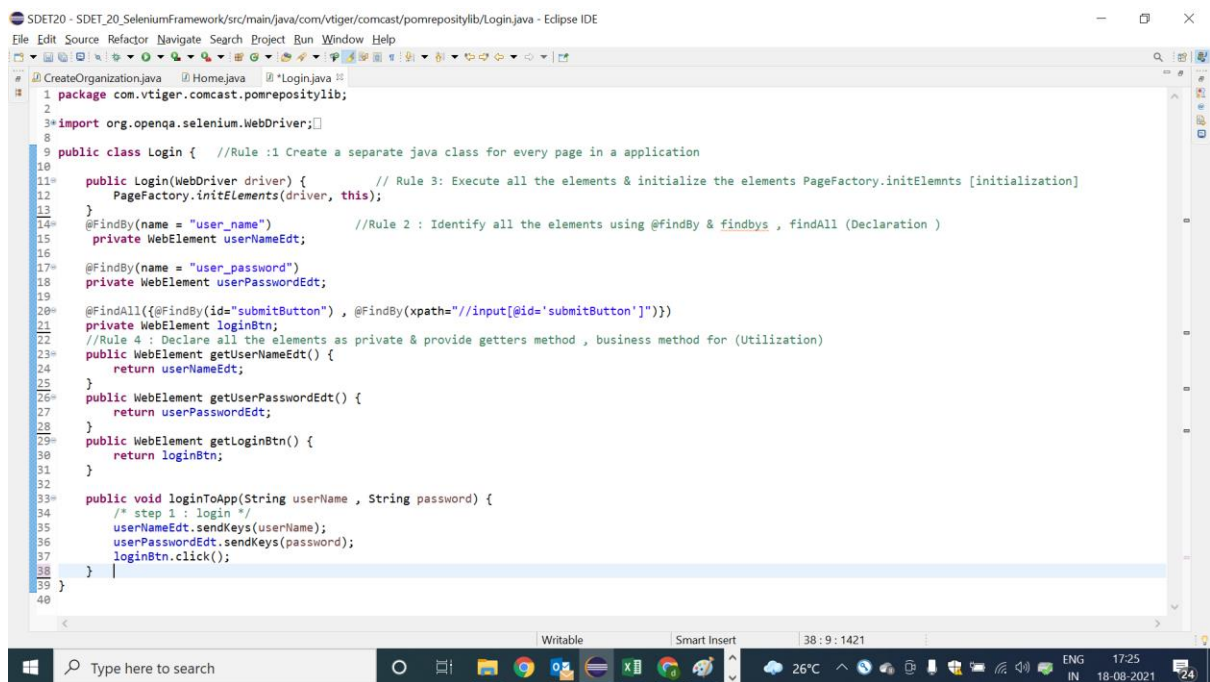 SDET20 - SDET_20_SeleniumFramework/src/main/java/com/vtiger/comcast/pomrepositylib/Login.java - Eclipse IDE
File Edit Source Refactor Navigate Search Project Run Window Help
CreateOrganization.java Home.java *Login.java
1 package com.vtiger.comcast.pomrepositylib;
2
3 import org.openqa.selenium.WebDriver;
8
9 public class Login { //Rule :1 Create a separate java class for every page in a application
10
11 public Login(WebDriver driver) { // Rule 3: Execute all the elements & initialize the elements PageFactory.initElemnts [initialization]
12 PageFactory.initElements(driver, this);
13 }
14 @FindBy(name = "user_name") //Rule 2 : Identify all the elements using @findBy & findbys , findAll (Declaration )
15 private WebElement userNameEdt;
16
17 @FindBy(name = "user_password")
18 private WebElement userPasswordEdt;
19
20 @FindAll({@FindBy(id="submitButton") , @FindBy(xpath="//input[@id='submitButton']")})
21 private WebElement loginBtn;
22 //Rule 4 : Declare all the elements as private & provide getters method , business method for (Utilization)
23 public WebElement getUserNameEdt() {
24 return userNameEdt;
25 }
26 public WebElement getUserPasswordEdt() {
27 return userPasswordEdt;
28 }
29 public WebElement getLoginBtn() {
30 return loginBtn;
31 }
32
33 public void loginToApp(String userName , String password) {
34 /* step 1 : login */
35 userNameEdt.sendKeys(userName);
36 userPasswordEdt.sendKeys(password);
37 loginBtn.click();
38 }
39 }
40
Writable Smart Insert 38 : 9 : 1421
Type here to search 26°C ENG 17:25
IN 18-08-2021 24